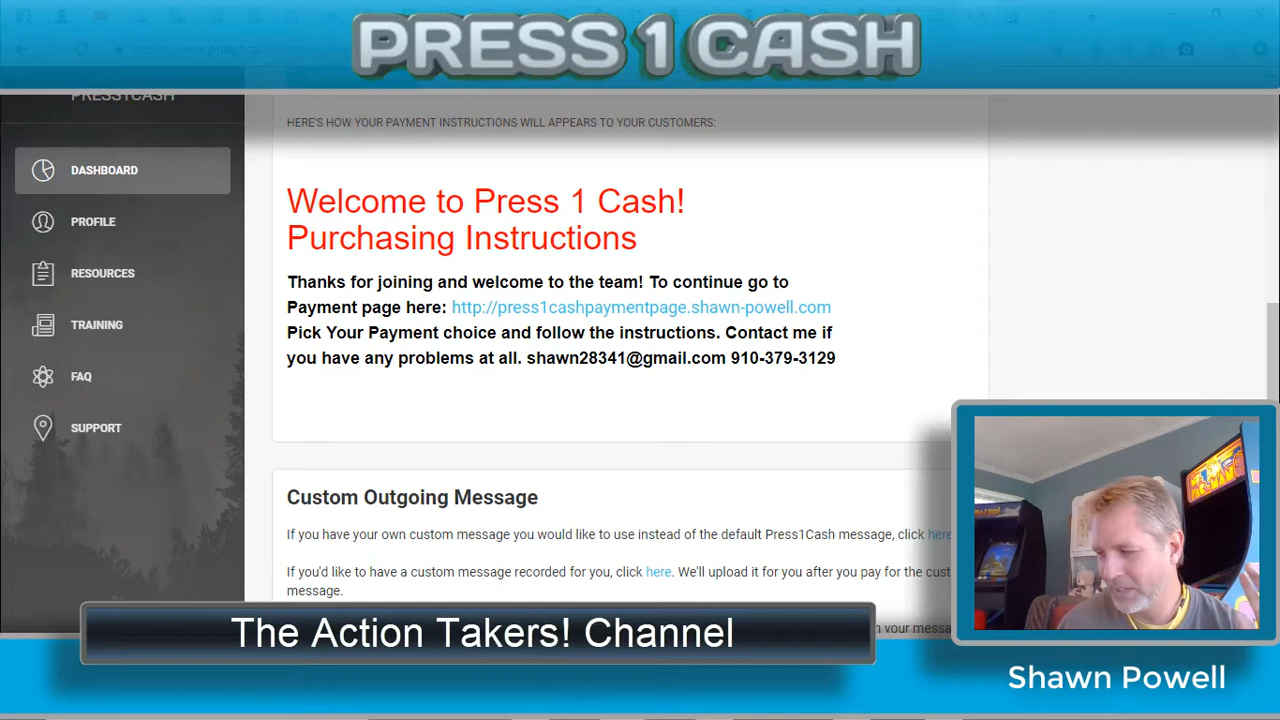 PRESS 1 CASH
PRESS1CASH
HERE'S HOW YOUR PAYMENT INSTRUCTIONS WILL APPEARS TO YOUR CUSTOMERS:
DASHBOARD
PROFILE
RESOURCES
TRAINING
FAQ
SUPPORT
Welcome to Press 1 Cash!
Purchasing Instructions
Thanks for joining and welcome to the team! To continue go to
Payment page here: http://press1cashpaymentpage.shawn-powell.com
Pick Your Payment choice and follow the instructions. Contact me if
you have any problems at all. shawn28341@gmail.com 910-379-3129
Custom Outgoing Message
If you have your own custom message you would like to use instead of the default Press1Cash message, click here
If you'd like to have a custom message recorded for you, click here. We'll upload it for you after you pay for the
message.
The Action Takers! Channel
Shawn Powell